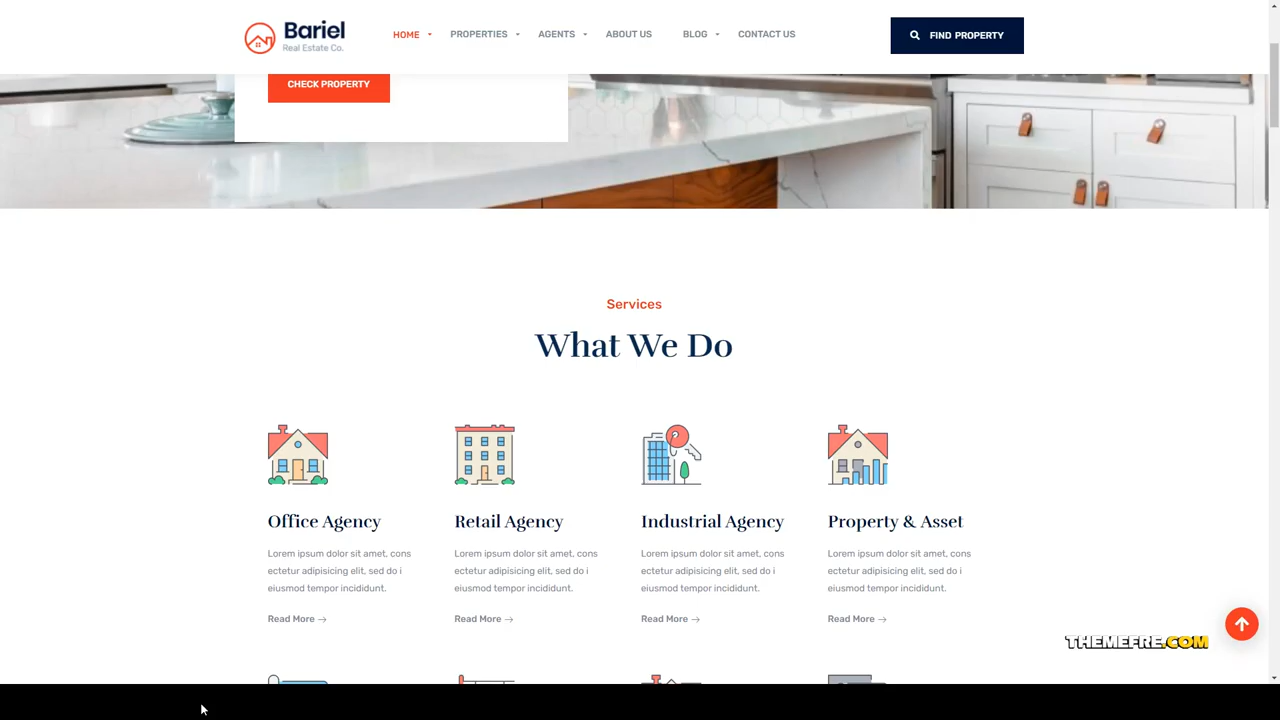 Bariel
Real Estate Co.
HOME
PROPERTIES
AGENTS
ABOUT US
BLOG
CONTACT US
FIND PROPERTY
CHECK PROPERTY
Services
What We Do
Office Agency
Lorem ipsum dolor sit amet, cons
ectetur adipisicing elit, sed do i
eiusmod tempor incididunt.
Read More
Retail Agency
Lorem ipsum dolor sit amet, cons
ectetur adipisicing elit, sed do i
eiusmod tempor incididunt.
Read More
Industrial Agency
Lorem ipsum dolor sit amet, cons
ectetur adipisicing elit, sed do i
eiusmod tempor incididunt.
Read More
Property & Asset
Lorem ipsum dolor sit amet, cons
ectetur adipisicing elit, sed do i
eiusmod tempor incididunt.
Read More
THEMEFRE.COM